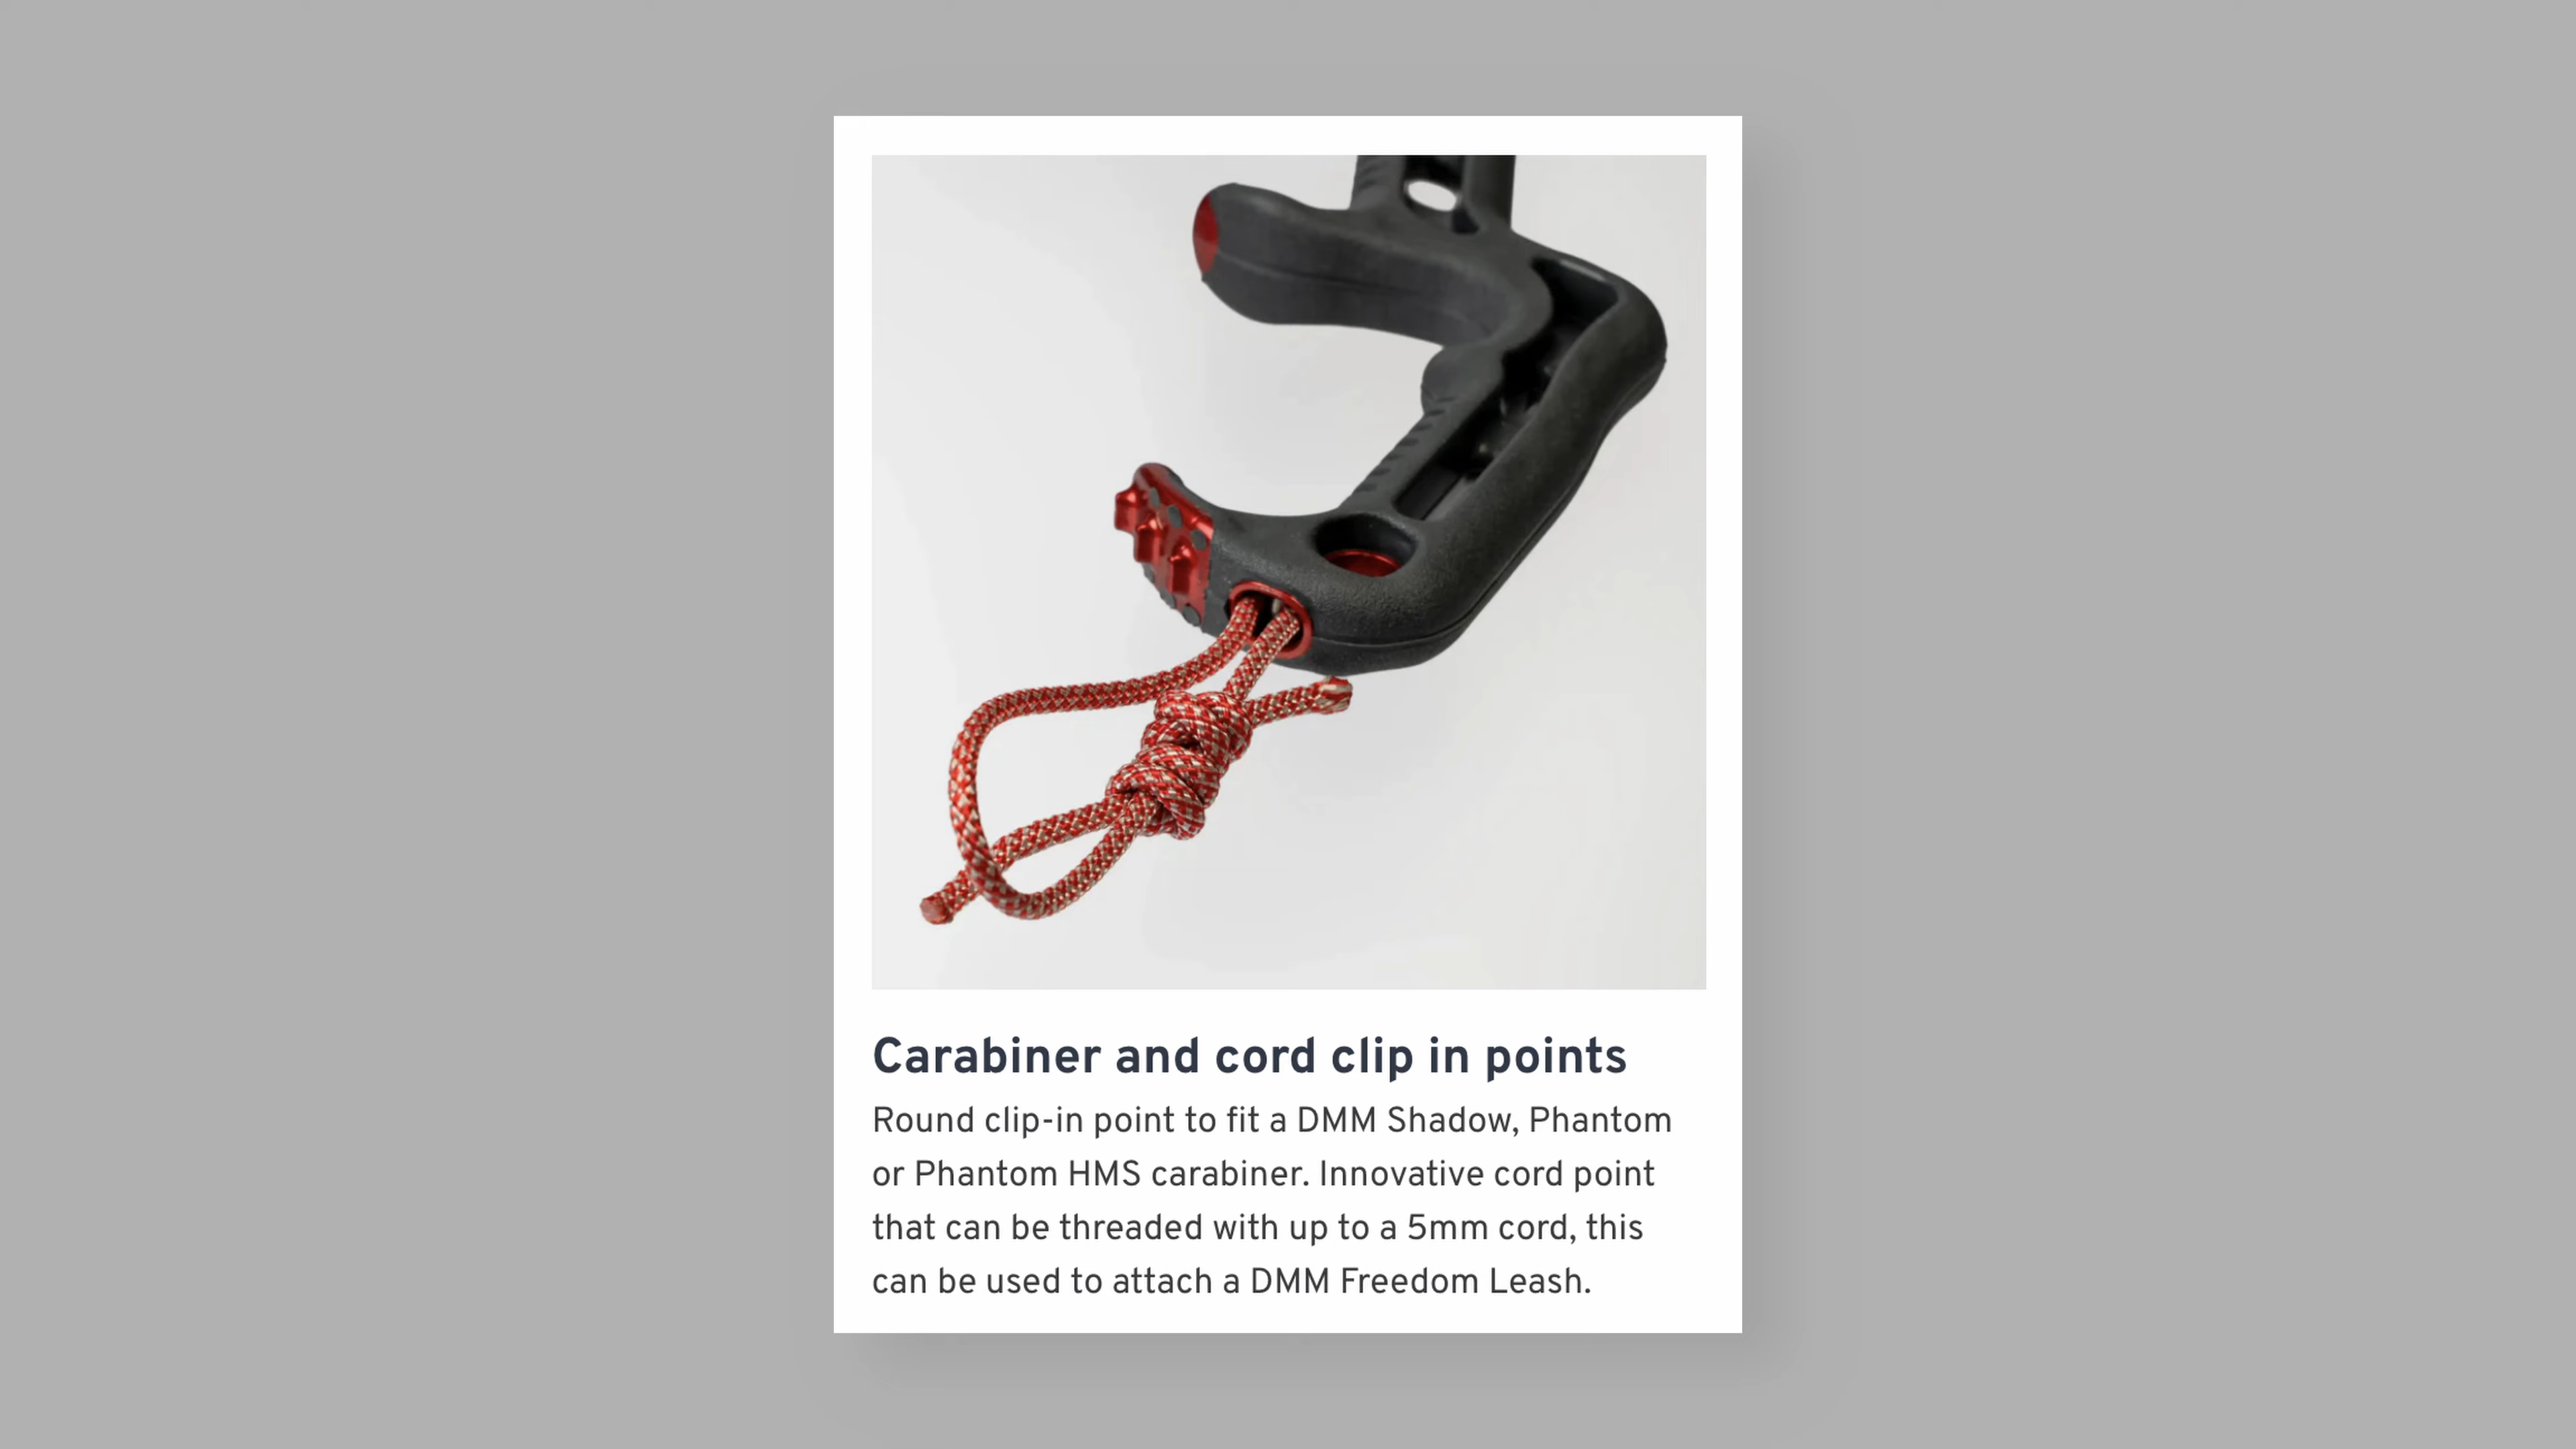 Carabiner and cord clip in points
Round clip-in point to fit a DMM Shadow, Phantom
or Phantom HMS carabiner. Innovative cord point
that can be threaded with up to a 5mm cord, this
can be used to attach a DMM Freedom Leash.